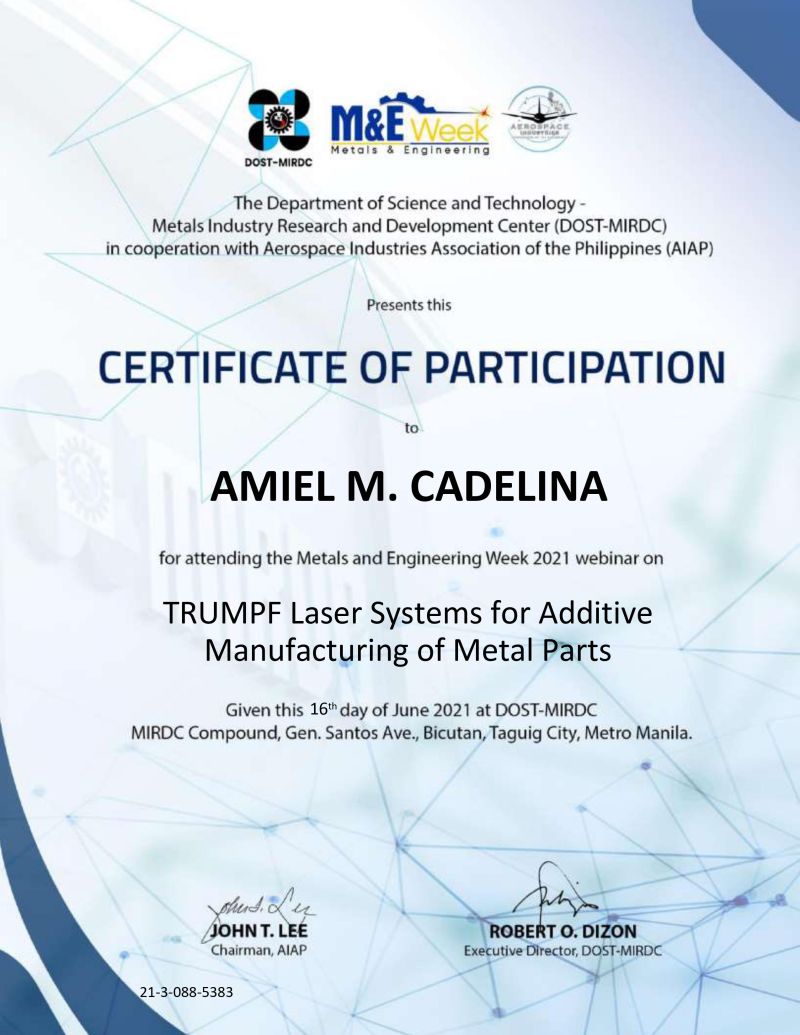 DOST-MIRDC
M&E Week
Metals & Engineering
AEROSPACE
INDUSTRIES
The Department of Science and Technology -
Metals Industry Research and Development Center (DOST-MIRDC)
in cooperation with Aerospace Industries Association of the Philippines (AIAP)
Presents this
CERTIFICATE OF PARTICIPATION
to
AMIEL M. CADELINA
for attending the Metals and Engineering Week 2021 webinar on
TRUMPF Laser Systems for Additive
Manufacturing of Metal Parts
Given this 16th day of June 2021 at DOST-MIRDC
MIRDC Compound, Gen. Santos Ave., Bicutan, Taguig City, Metro Manila.
John T. Lee
JOHN T. LEE
Chairman, AIAP
ROBERT O. DIZON
Executive Director, DOST-MIRDC
21-3-088-5383